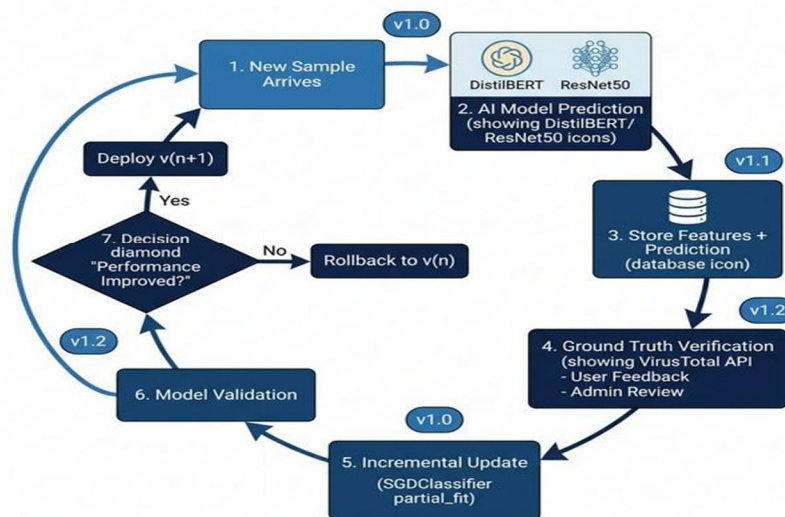 v1.0
1. New Sample
Arrives
DistilBERT
ResNet50
2. AI Model Prediction
(showing DistilBERT/
ResNet50 icons)
v1.1
3. Store Features +
Prediction
(database icon)
v1.2
4. Ground Truth Verification
(showing VirusTotal API
- User Feedback
- Admin Review
v1.0
5. Incremental Update
(SGDClassifier
partial_fit)
6. Model Validation
v1.2
7. Decision
diamond
"Performance
Improved?"
No
Rollback to v(n)
Yes
Deploy v(n+1)